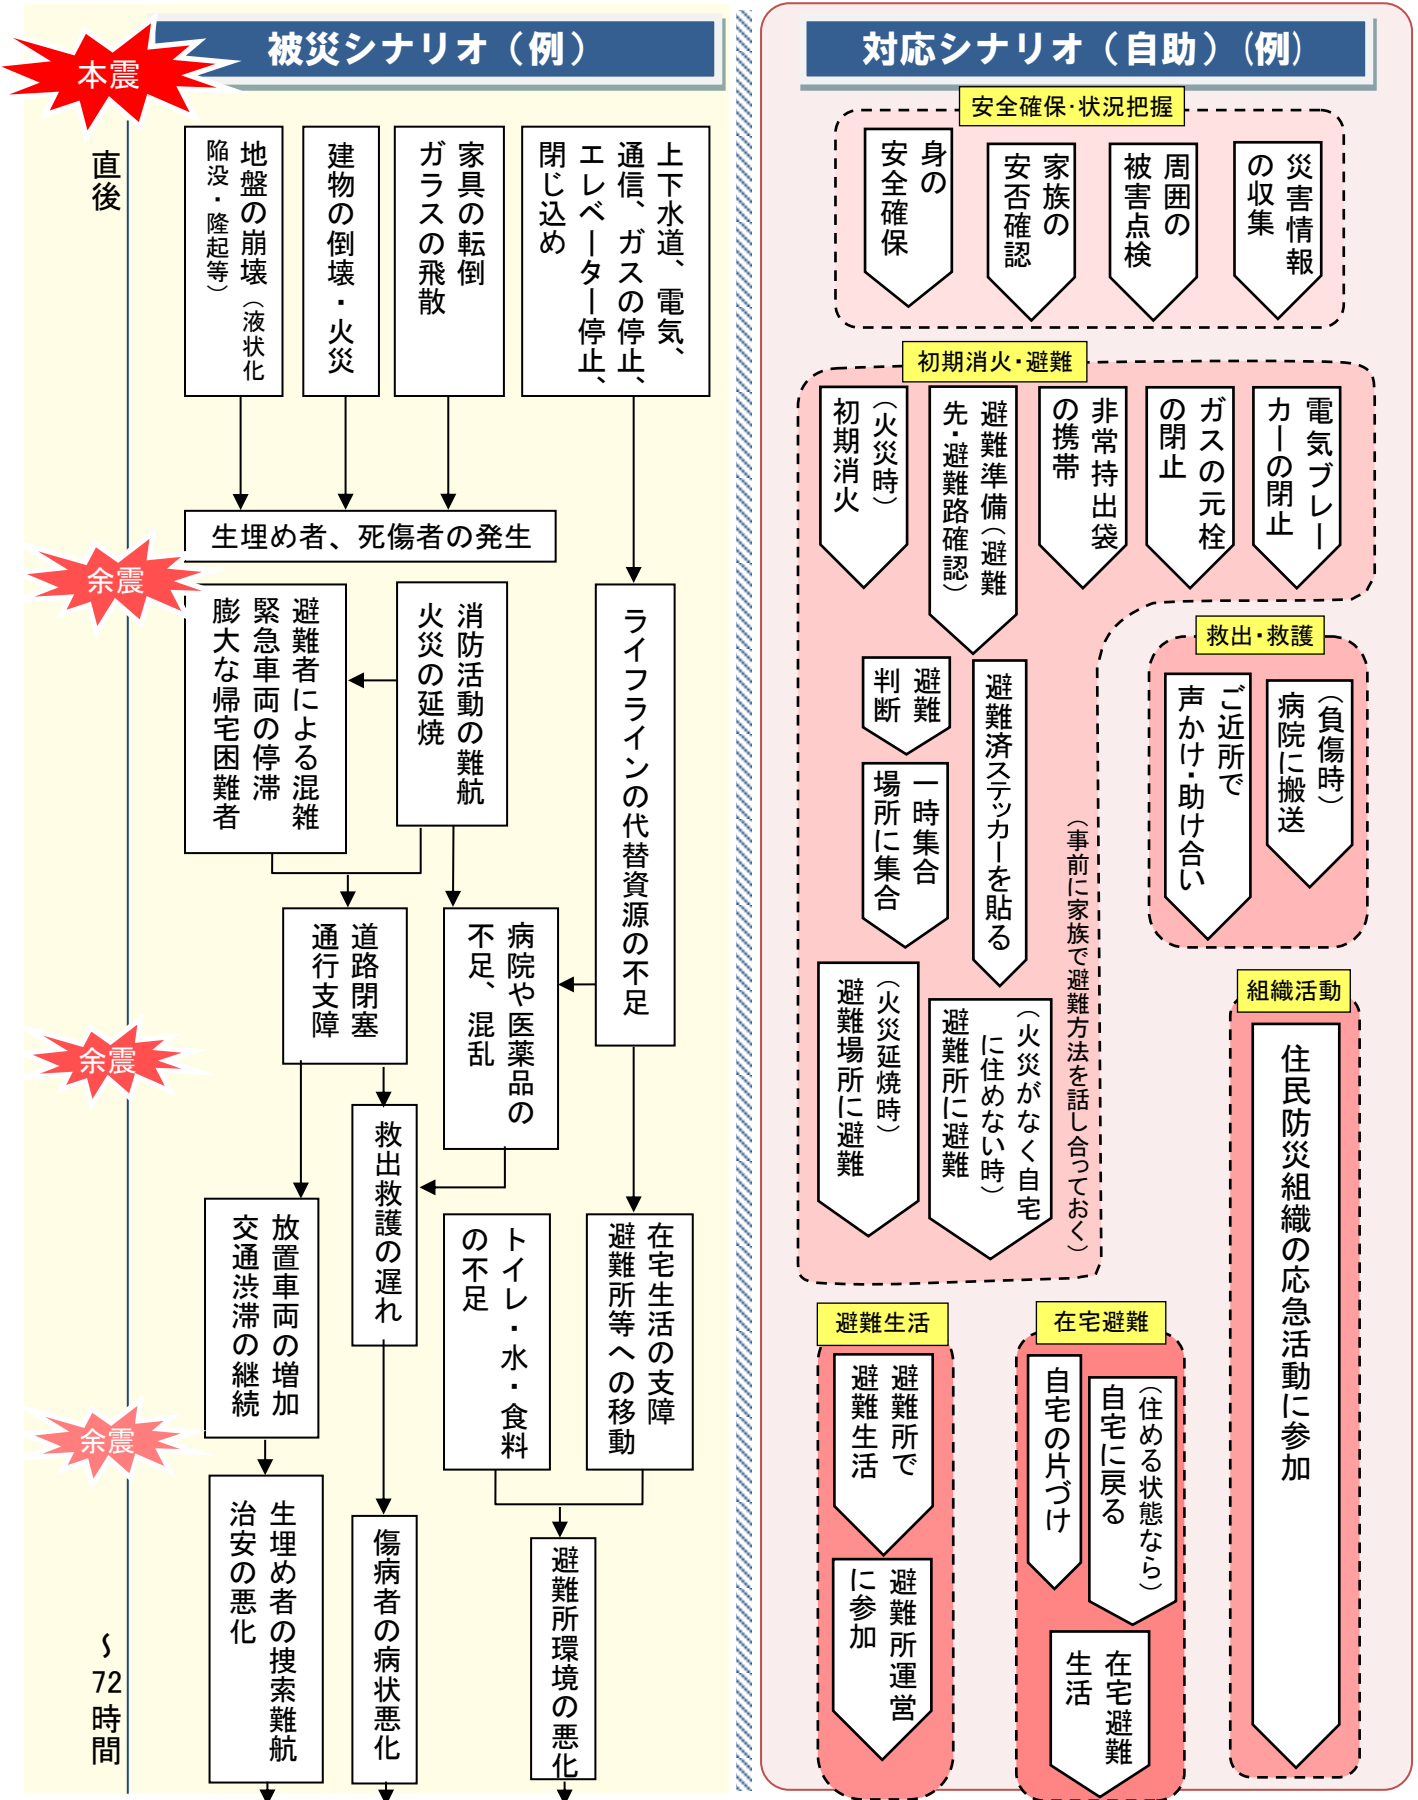 被災シナリオ（例）
本震
直後
上下水道、電気、
通信、ガスの停止、
エレベーター停止、
閉じ込め
家具の転倒
ガラスの飛散
建物の倒壊・火災
地盤の崩壊（液状化
陥没・隆起等）
生埋め者、死傷者の発生
余震
ライフラインの代替資源の不足
消防活動の難航
火災の延焼
避難者による混雑
緊急車両の停滞
膨大な帰宅困難者
病院や医薬品の
不足、混乱
道路閉塞
通行支障
余震
救出救護の遅れ
在宅生活の支障
避難所等への移動
トイレ・水・食料
の不足
放置車両の増加
交通渋滞の継続
余震
避難所環境の悪化
傷病者の病状悪化
生埋め者の捜索難航
治安の悪化
～72時間
対応シナリオ（自助）(例)
安全確保・状況把握
身の
安全確保
家族の
安否確認
周囲の
被害点検
災害情報
の収集
初期消火・避難
（火災時）
初期消火
避難準備（避難
先・避難路確認）
非常持出袋
の携帯
ガスの元栓
の閉止
電気ブレー
カーの閉止
避難
判断
避難済ステッカーを貼る
一時集合
場所に集合
（火災延焼時）
避難場所に避難
（火災がなく自宅
に住めない時）
避難所に避難
（事前に家族で避難方法を話し合っておく）
救出・救護
ご近所で
声かけ・助け合い
（負傷時）
病院に搬送
組織活動
住民防災組織の応急活動に参加
避難生活
避難所で
避難生活
避難所運営
に参加
在宅避難
自宅の片づけ
（住める状態なら）
自宅に戻る
在宅避難
生活